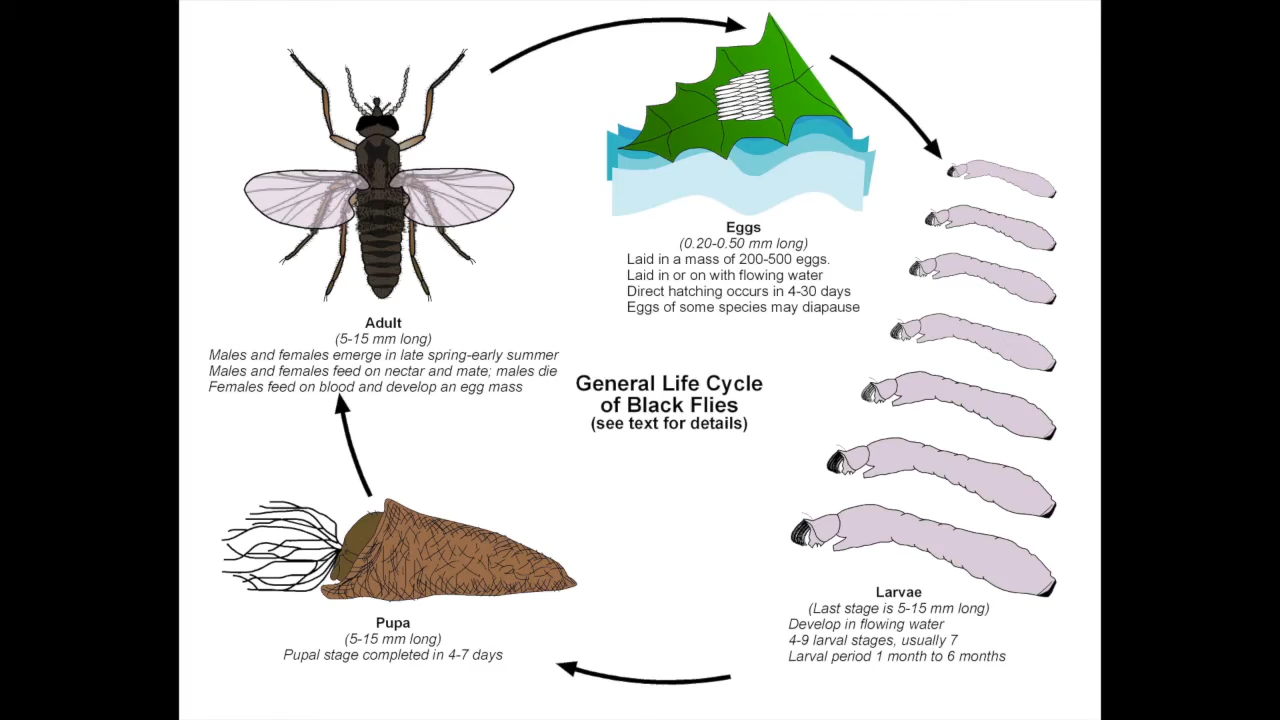 Eggs
(0.20-0.50 mm long)
Laid in a mass of 200-500 eggs.
Laid in or on with flowing water
Direct hatching occurs in 4-30 days
Eggs of some species may diapause
Adult
(5-15 mm long)
Males and females emerge in late spring-early summer
Males and females feed on nectar and mate; males die
Females feed on blood and develop an egg mass
General Life Cycle
of Black Flies
(see text for details)
Larvae
(Last stage is 5-15 mm long)
Develop in flowing water
4-9 larval stages, usually 7
Larval period 1 month to 6 months
Pupa
(5-15 mm long)
Pupal stage completed in 4-7 days